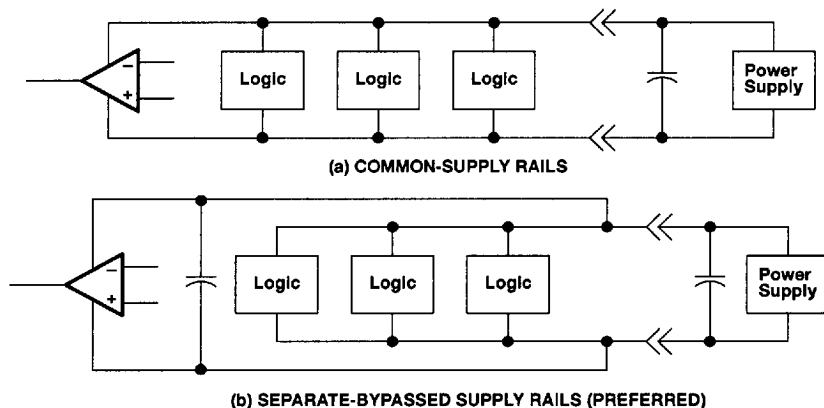 Logic
Logic
Logic
Power
Supply
(a) COMMON-SUPPLY RAILS
Logic
Logic
Logic
Power
Supply
(b) SEPARATE-BYPASSED SUPPLY RAILS (PREFERRED)